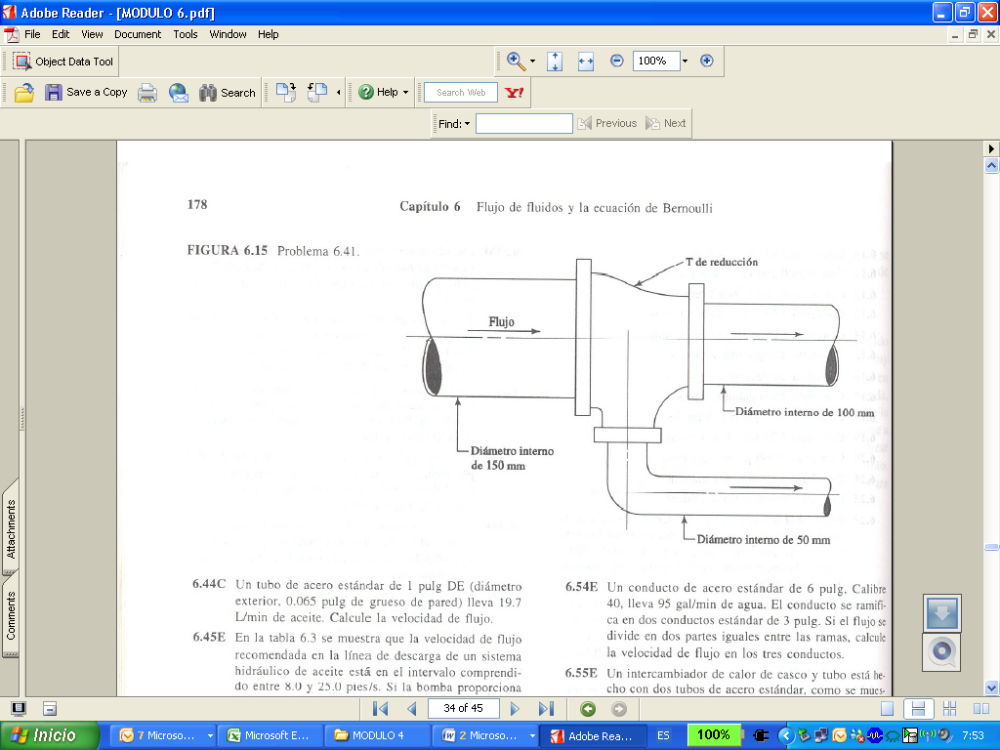 Adobe Reader - [MODULO 6.pdf]
File Edit View Document Tools Window Help
Object Data Tool
100%
Save a Copy
Search
Help
Search Web
Y!
Find:
Previous
Next
178
Capítulo 6 Flujo de fluidos y la ecuación de Bernoulli
FIGURA 6.15 Problema 6.41.
T de reducción
Flujo
Diámetro interno de 100 mm
Diámetro interno
de 150 mm
Diámetro interno de 50 mm
6.44C Un tubo de acero estándar de 1 pulg DE (diámetro
exterior, 0.065 pulg de grueso de pared) lleva 19.7
L/min de aceite. Calcule la velocidad de flujo.
6.45E En la tabla 6.3 se muestra que la velocidad de flujo
recomendada en la línea de descarga de un sistema
hidráulico de aceite está en el intervalo comprendi-
do entre 8.0 y 25.0 pies/s. Si la bomba proporciona
6.54E Un conducto de acero estándar de 6 pulg, Calibre
40, lleva 95 gal/min de agua. El conducto se ramifi-
ca en dos conductos estándar de 3 pulg. Si el flujo se
divide en dos partes iguales entre las ramas, calcule
la velocidad de flujo en los tres conductos.
6.55E Un intercambiador de calor de casco y tubo está he-
cho con dos tubos de acero estándar, como se mues-
Attachments
Comments
34 of 45
Inicio
7 Microso...
Microsoft E...
MODULO 4
2 Microso...
Adobe Rea...
ES
100%
7:53